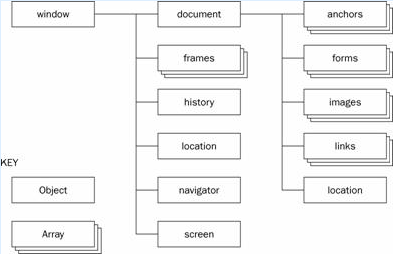 window
document
anchors
frames
forms
history
images
location
links
KEY
Object
navigator
location
Array
screen